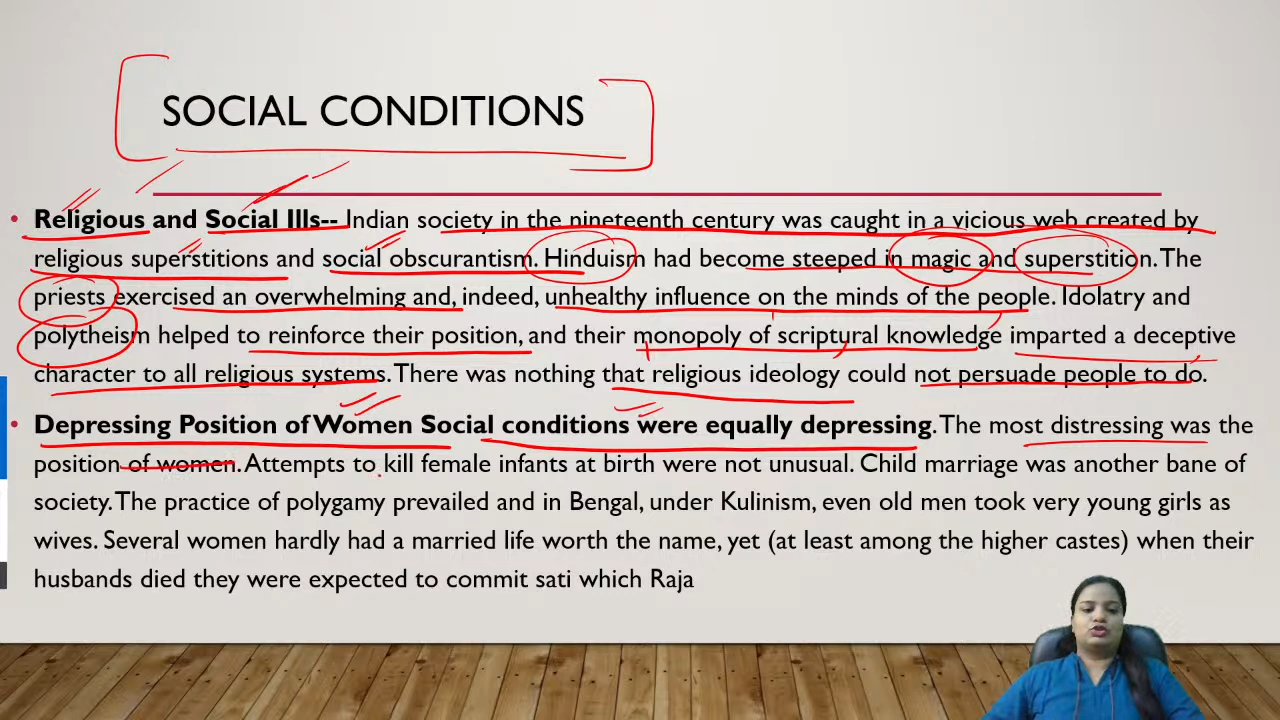 SOCIAL CONDITIONS
• Religious and Social Ills-- Indian society in the nineteenth century was caught in a vicious web created by
religious superstitions and social obscurantism. Hinduism had become steeped in magic and superstition. The
priests exercised an overwhelming and, indeed, unhealthy influence on the minds of the people. Idolatry and
polytheism helped to reinforce their position, and their monopoly of scriptural knowledge imparted a deceptive
character to all religious systems. There was nothing that religious ideology could not persuade people to do.
• Depressing Position of Women Social conditions were equally depressing. The most distressing was the
position of women. Attempts to kill female infants at birth were not unusual. Child marriage was another bane of
society. The practice of polygamy prevailed and in Bengal, under Kulinism, even old men took very young girls as
wives. Several women hardly had a married life worth the name, yet (at least among the higher castes) when their
husbands died they were expected to commit sati which Raja